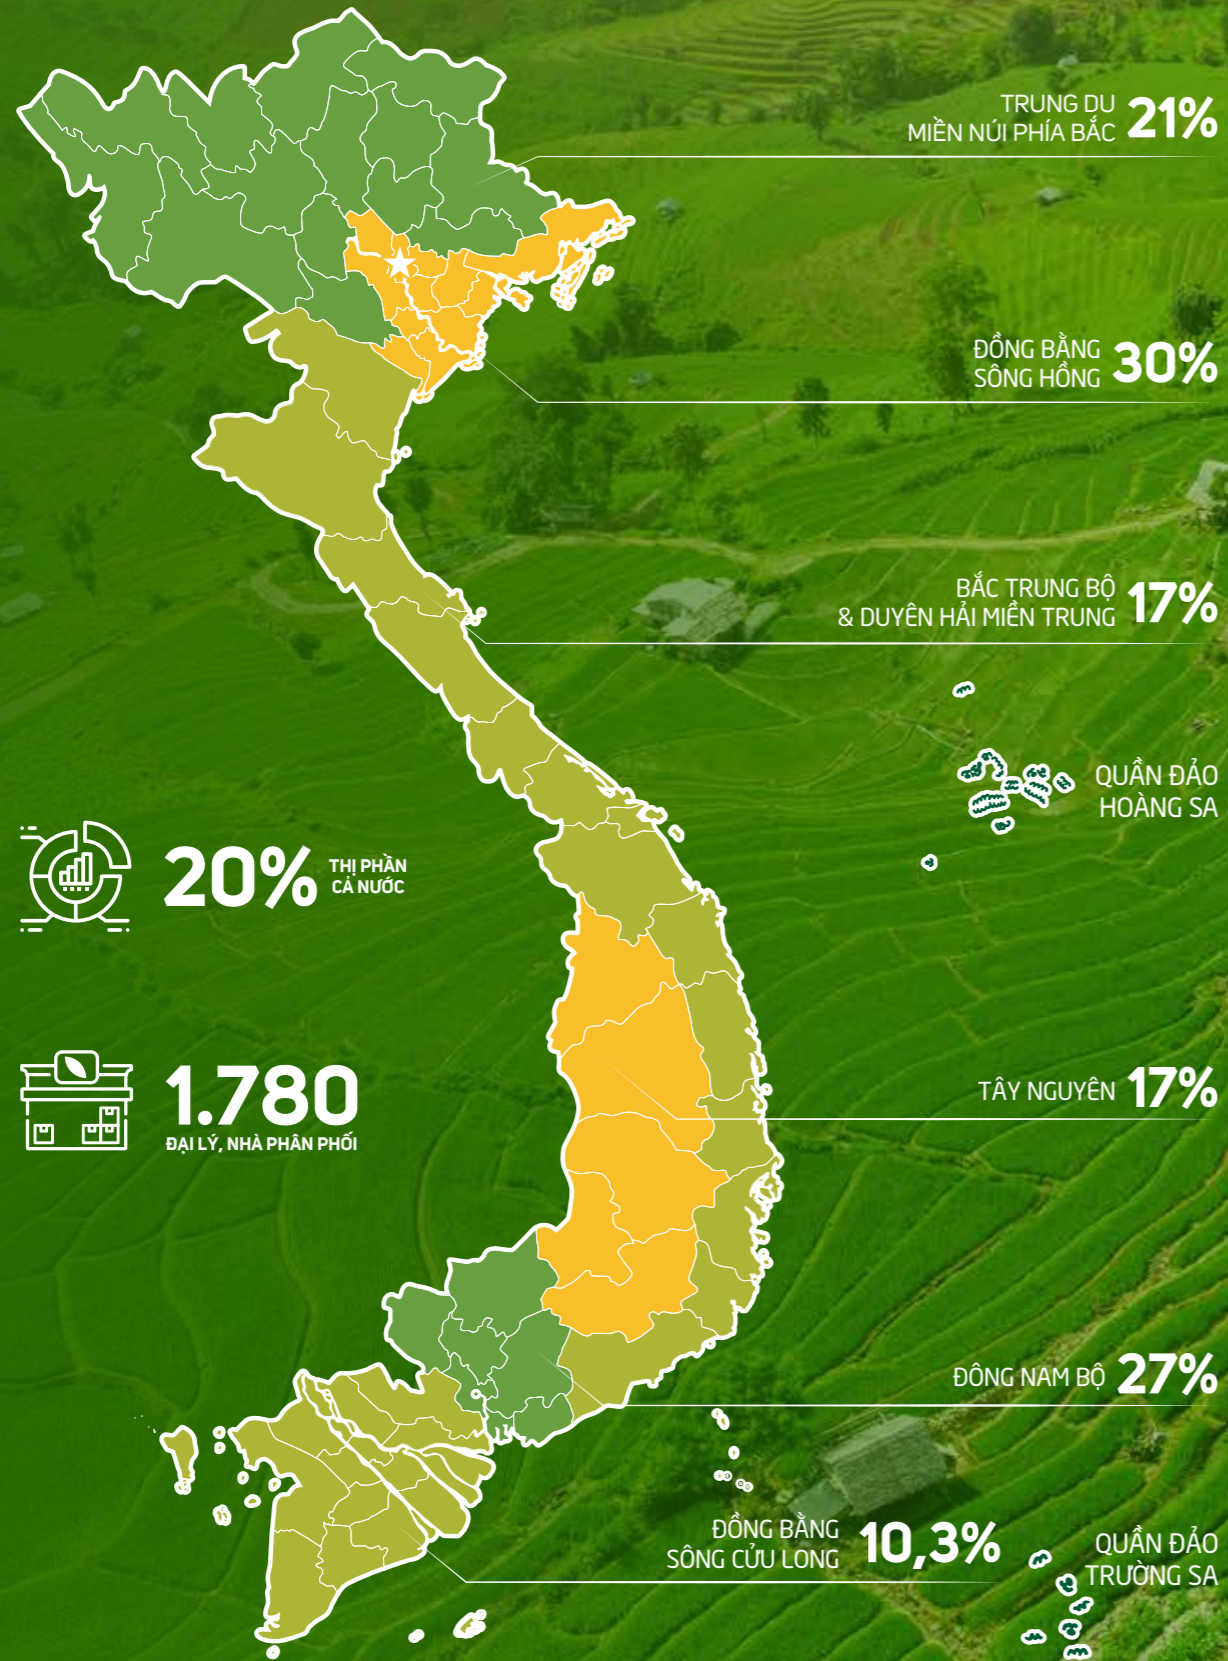 TRUNG DU
MIỀN NÚI PHÍA BẮC
21%
ĐỒNG BẰNG
SÔNG HỒNG
30%
BẮC TRUNG BỘ
& DUYÊN HẢI MIỀN TRUNG
17%
QUẦN ĐẢO
HOÀNG SA
20%
THỊ PHẦN
CẢ NƯỚC
1.780
ĐẠI LÝ, NHÀ PHÂN PHỐI
TÂY NGUYÊN 17%
ĐÔNG NAM BỘ 27%
ĐỒNG BẰNG
SÔNG CỬU LONG
10,3%
QUẦN ĐẢO
TRƯỜNG SA